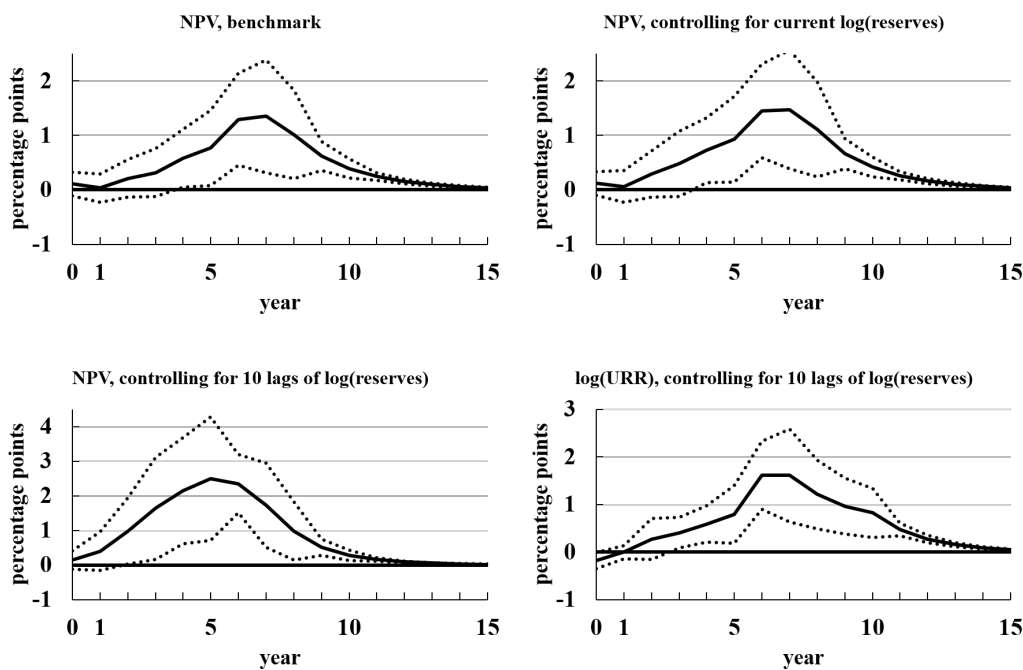 NPV, benchmark
percentage points
2
1
0
-1
0 1 5 10 15
year
NPV, controlling for current log(reserves)
percentage points
2
1
0
-1
0 1 5 10 15
year
NPV, controlling for 10 lags of log(reserves)
percentage points
4
3
2
1
0
-1
0 1 5 10 15
year
log(URR), controlling for 10 lags of log(reserves)
percentage points
3
2
1
0
-1
0 1 5 10 15
year